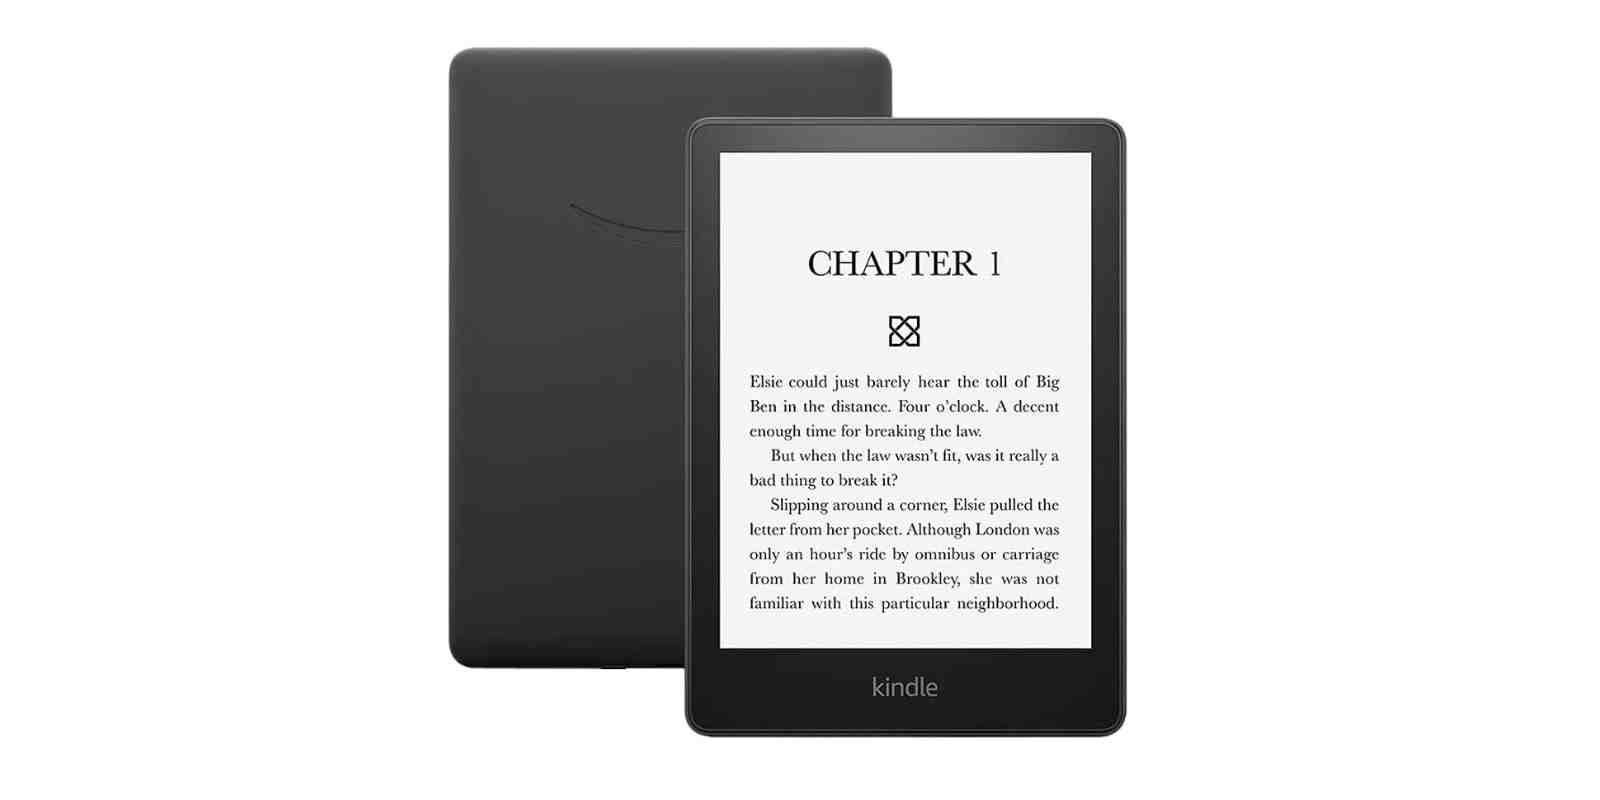 CHAPTER 1
Elsie could just barely hear the toll of Big
Ben in the distance. Four o’clock. A decent
enough time for breaking the law.
But when the law wasn’t fit, was it really a
bad thing to break it?
Slipping around a corner, Elsie pulled the
letter from her pocket. Although London was
only an hour’s ride by omnibus or carriage
from her home in Brookley, she was not
familiar with this particular neighborhood.
kindle